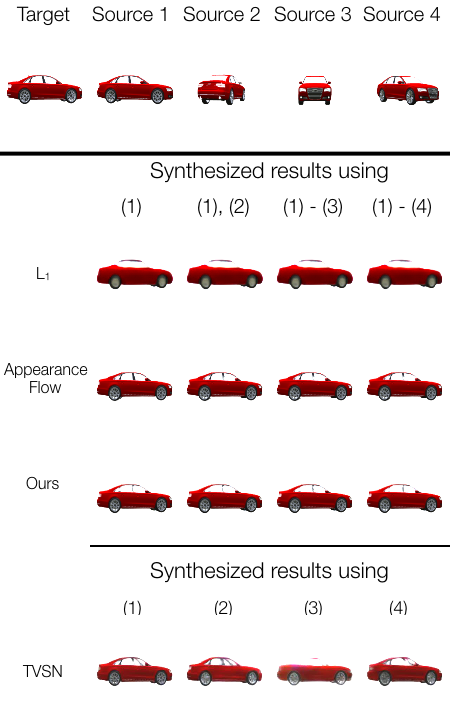 Target Source 1 Source 2 Source 3 Source 4
Synthesized results using
(1) (1), (2) (1) - (3) (1) - (4)
L₁
Appearance
Flow
Ours
Synthesized results using
(1) (2) (3) (4)
TVSN